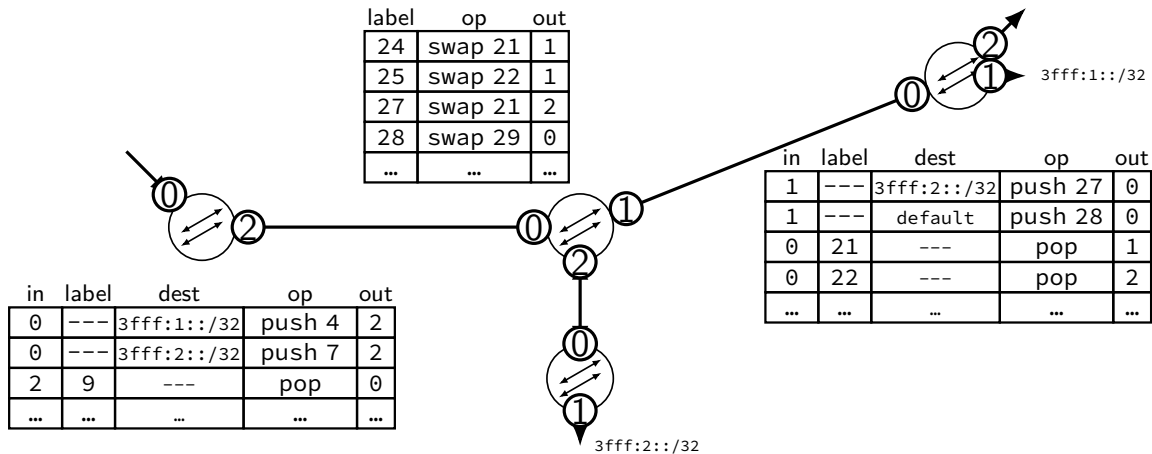 label op out
24 swap 21 1
25 swap 22 1
27 swap 21 2
28 swap 29 0
... ... ...
2
1
0
3fff:1::/32
in label dest op out
1 --- 3fff:2::/32 push 27 0
1 --- default push 28 0
0 21 --- pop 1
0 22 --- pop 2
... ... ... ... ...
0
2
0
1
2
in label dest op out
0 --- 3fff:1::/32 push 4 2
0 --- 3fff:2::/32 push 7 2
2 9 --- pop 0
... ... ... ... ...
0
1
3fff:2::/32